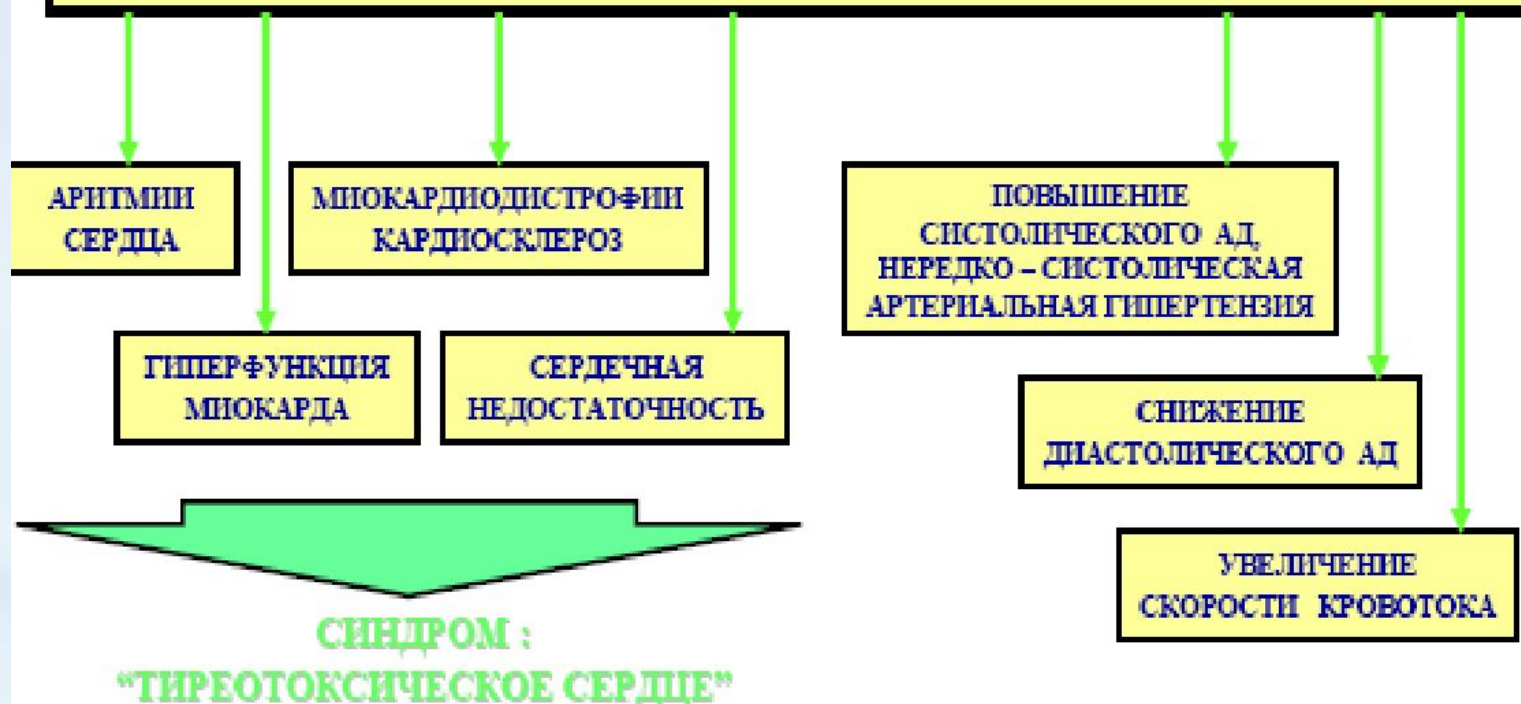 АРИТМИИ
СЕРДЦА
МИОКАРДИОДИСТРОФИИ
КАРДИОСКЛЕРОЗ
ПОВЫШЕНИЕ
СИСТОЛИЧЕСКОГО АД,
НЕРЕДКО – СИСТОЛИЧЕСКАЯ
АРТЕРИАЛЬНАЯ ГИПЕРТЕНЗИЯ
ГИПЕРФУНКЦИЯ
МИОКАРДА
СЕРДЕЧНАЯ
НЕДОСТАТОЧНОСТЬ
СНИЖЕНИЕ
ДИАСТОЛИЧЕСКОГО АД
УВЕЛИЧЕНИЕ
СКОРОСТИ КРОВОТОКА
СИНДРОМ :
“ТИРЕОТОКСИЧЕСКОЕ СЕРДЦЕ”